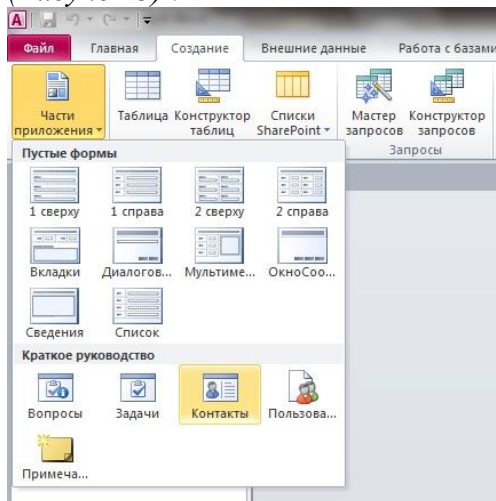 A
Файл Главная Создание Внешние данные Работа с базами
Части приложения Таблица Конструктор таблиц Списки SharePoint Мастер запросов Конструктор запросов
Запросы
Пустые формы
1 сверху 1 справа 2 сверху 2 справа
Вкладки Диалогов... Мультиме... ОкноСоо...
Сведения Список
Краткое руководство
Вопросы Задачи Контакты Пользова...
Примеча...